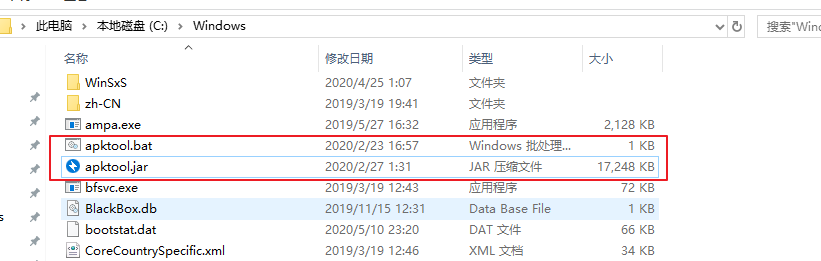 此电脑 > 本地磁盘 (C:) > Windows 搜索"Win
名称 修改日期 类型 大小
WinSxS 2020/4/25 1:07 文件夹
zh-CN 2019/3/19 19:41 文件夹
ampa.exe 2019/5/27 16:32 应用程序 2,128 KB
apktool.bat 2020/2/23 16:57 Windows 批处理... 1 KB
apktool.jar 2020/2/27 1:31 JAR 压缩文件 17,248 KB
bfsvc.exe 2019/3/19 12:43 应用程序 72 KB
BlackBox.db 2019/11/15 12:31 Data Base File 1 KB
bootstat.dat 2020/5/10 23:20 DAT 文件 66 KB
CoreCountrySpecific.xml 2019/3/19 12:46 XML 文档 34 KB